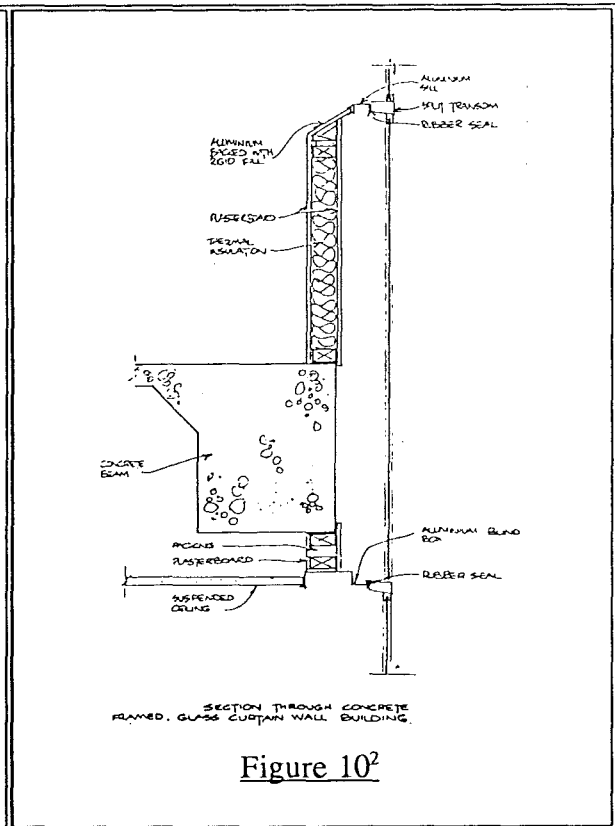 ALUMINIUM
SILL
SPLIT TRANSOM
RUBBER SEAL
ALUMINIUM
FACED WITH
RIGID FILL
PLASTERBOARD
THERMAL
INSULATION
CONCRETE
BEAM
PACKING
PLASTERBOARD
SUSPENDED
CEILING
ALUMINIUM BLIND
BOX
RUBBER SEAL
SECTION THROUGH CONCRETE
FRAMED. GLASS CURTAIN WALL BUILDING.
Figure 10²